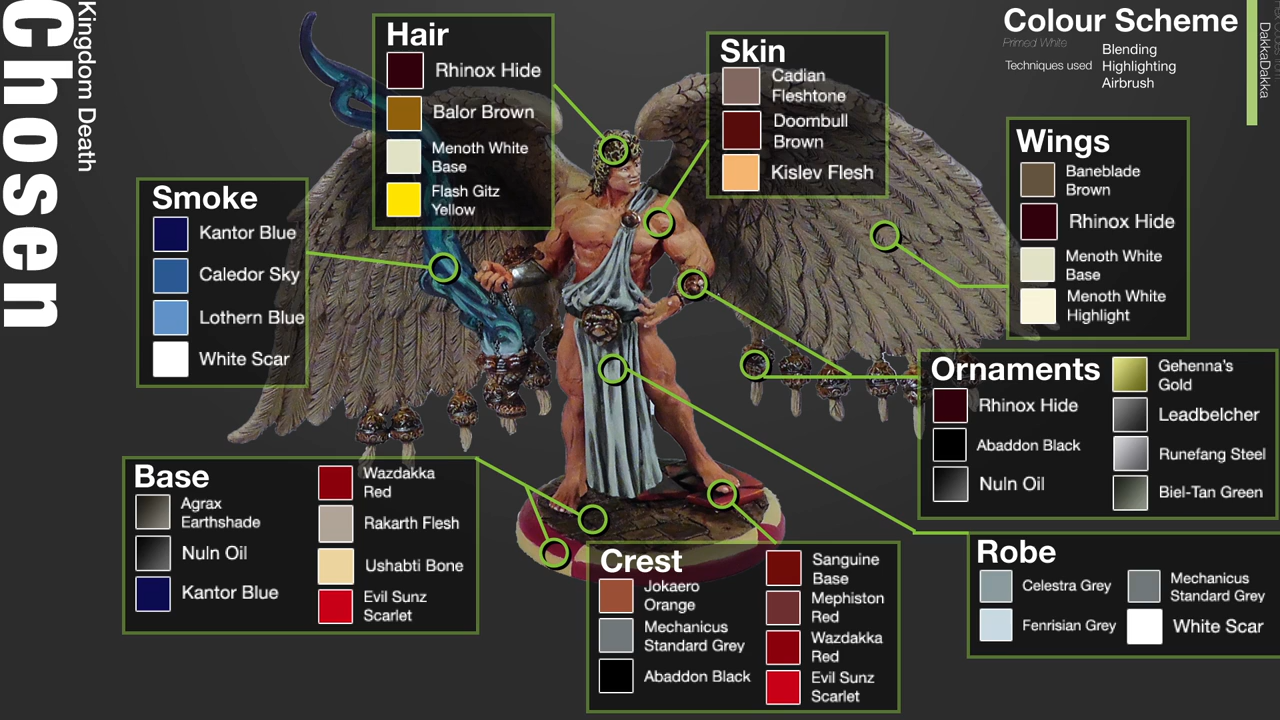 Chosen
Kingdom Death
Colour Scheme
Primed White
Techniques used
Blending
Highlighting
Airbrush
DakkaDakka
Hair
Rhinox Hide
Balor Brown
Menoth White
Base
Flash Gitz
Yellow
Skin
Cadian
Fleshtone
Doombull
Brown
Kislev Flesh
Wings
Baneblade
Brown
Rhinox Hide
Menoth White
Base
Menoth White
Highlight
Smoke
Kantor Blue
Caledor Sky
Lothern Blue
White Scar
Ornaments
Rhinox Hide
Abaddon Black
Nuln Oil
Gehenna's
Gold
Leadbelcher
Runefang Steel
Biel-Tan Green
Base
Agrax
Earthshade
Nuln Oil
Kantor Blue
Wazdakka
Red
Rakarth Flesh
Ushabti Bone
Evil Sunz
Scarlet
Crest
Jokaero
Orange
Mechanicus
Standard Grey
Abaddon Black
Sanguine
Base
Mephiston
Red
Wazdakka
Red
Evil Sunz
Scarlet
Robe
Celestra Grey
Fenrisian Grey
Mechanicus
Standard Grey
White Scar